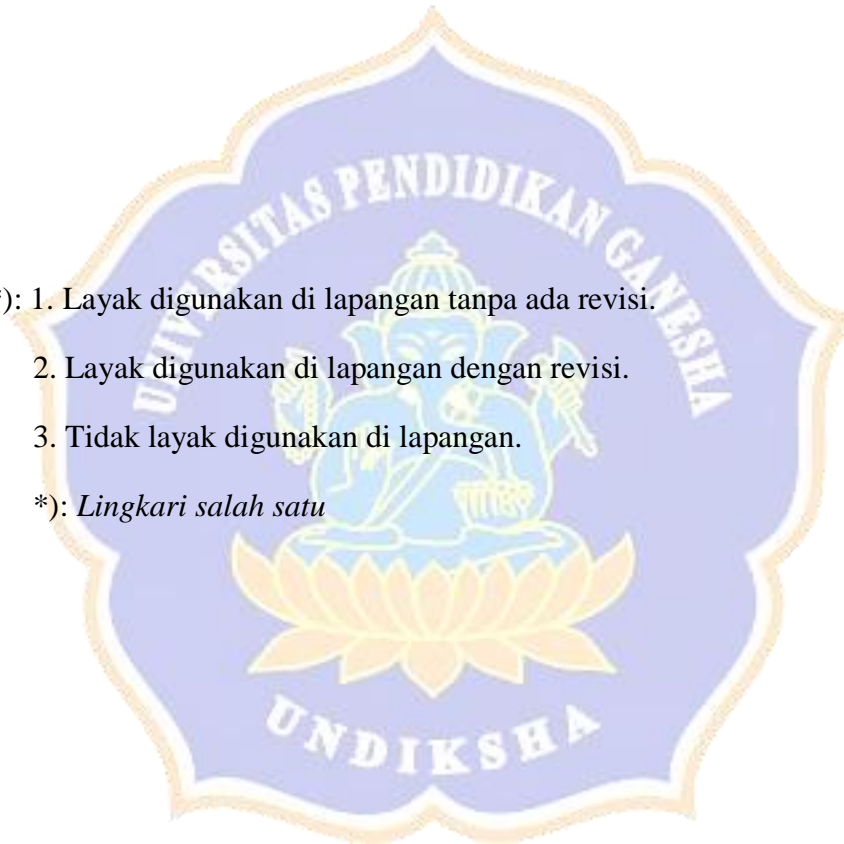 UNIVERSITAS PENDIDIKAN GANESHA
*): 1. Layak digunakan di lapangan tanpa ada revisi.
2. Layak digunakan di lapangan dengan revisi.
3. Tidak layak digunakan di lapangan.
*): Lingkari salah satu
UNDIKSHA